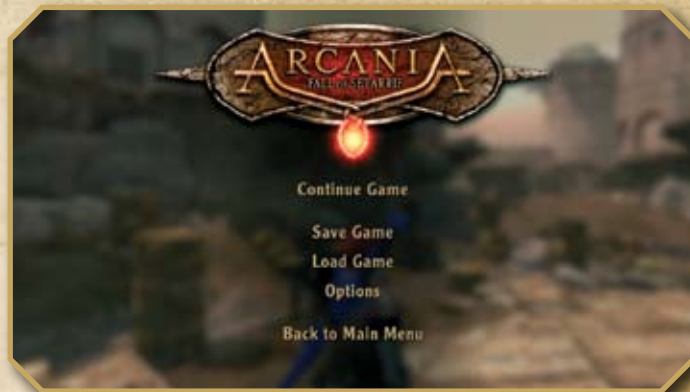 ARCANIA
FALL OF SETARRIF
Continue Game
Save Game
Load Game
Options
Back to Main Menu